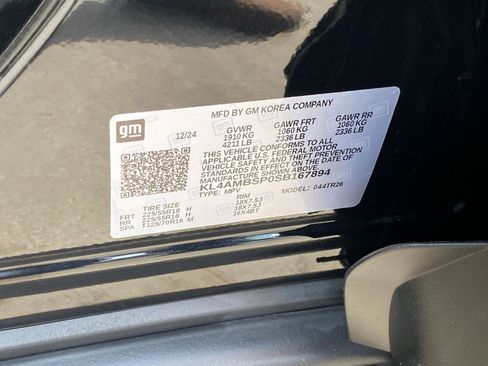 MFD BY GM KOREA COMPANY
gm
12/24 GVWR GAWR FRT GAWR RR
1910 KG 1060 KG 1060 KG
4211 LB 2336 LB 2336 LB
THIS VEHICLE CONFORMS TO ALL
APPLICABLE U.S. FEDERAL MOTOR
VEHICLE SAFETY AND THEFT PREVENTION
STANDARDS IN EFFECT ON THE DATE OF
MANUFACTURE SHOWN ABOVE.
KL4AMBSP0SB167894
TYPE: MPV MODEL: 044TR26
TIRE SIZE RIM
FRT 225/55R18 H 18X7.5J
RR 225/55R18 H 18X7.5J
SPA T125/70R16 M 16X4BT